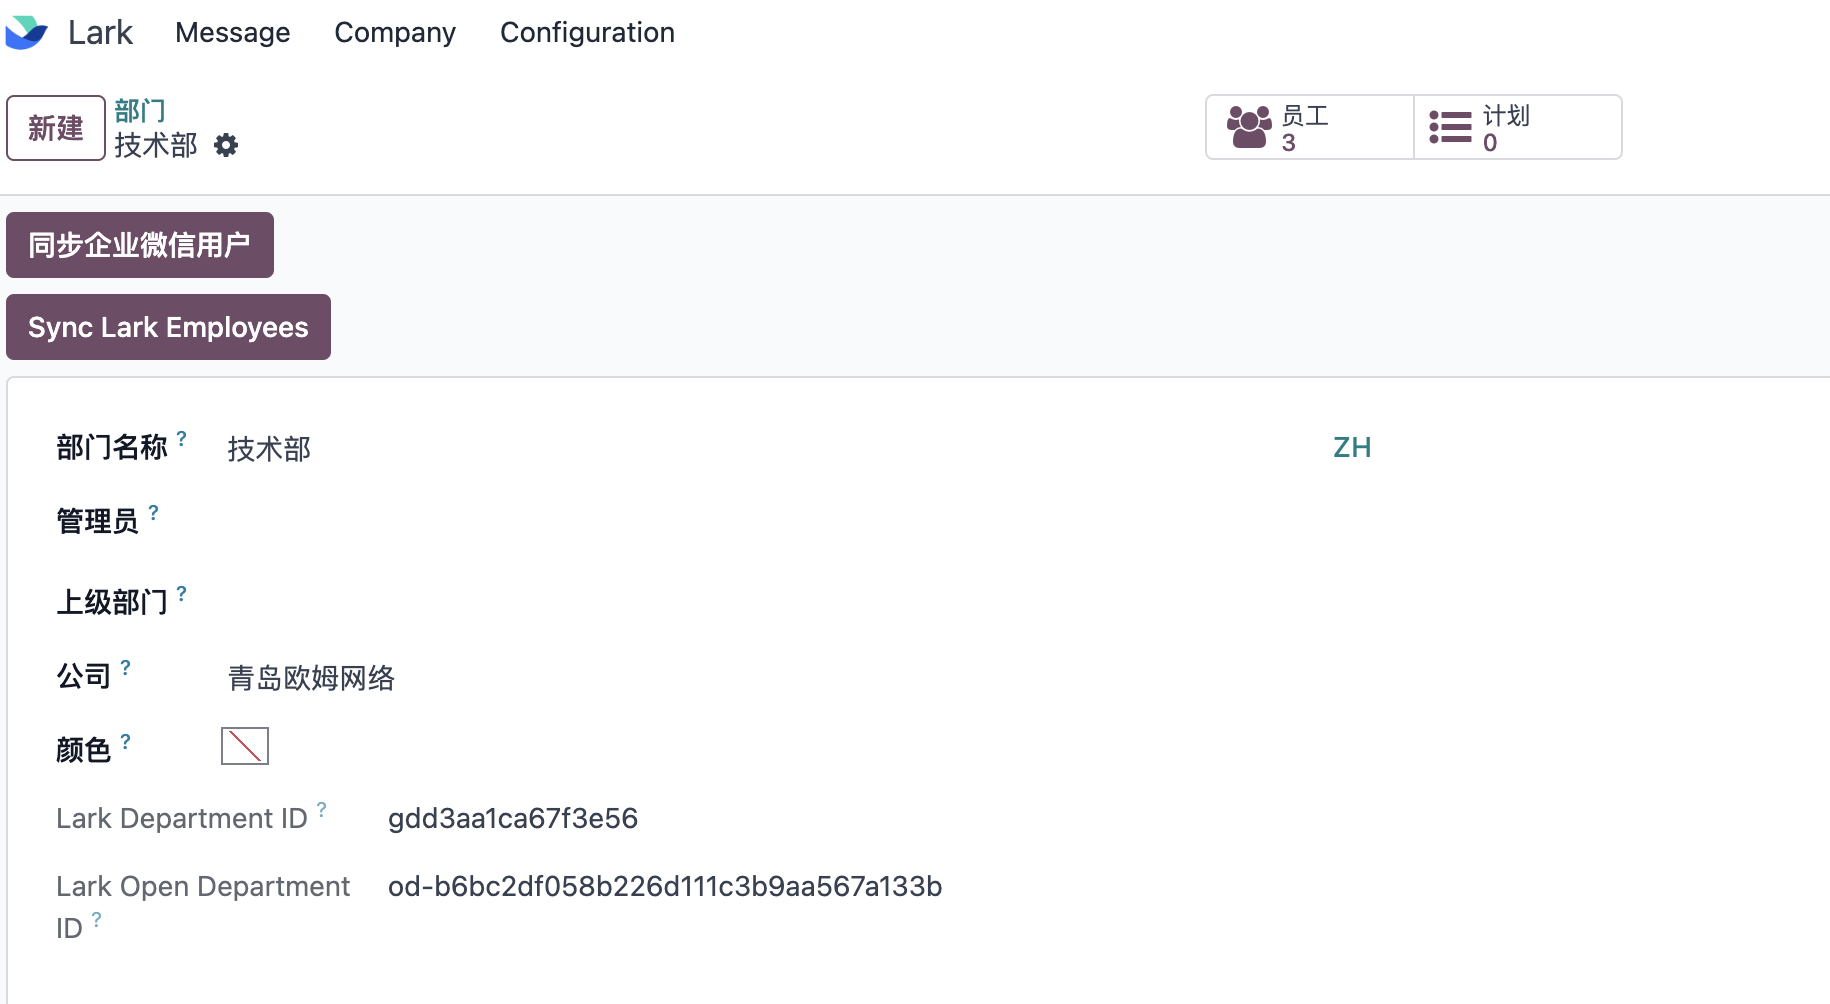 Lark Message Company Configuration
新建
部门
技术部
员工
3
计划
0
同步企业微信用户
Sync Lark Employees
部门名称 ? 技术部 ZH
管理员 ?
上级部门 ?
公司 ? 青岛欧姆网络
颜色 ?
Lark Department ID ? gdd3aa1ca67f3e56
Lark Open Department od-b6bc2df058b226d111c3b9aa567a133b
ID ?